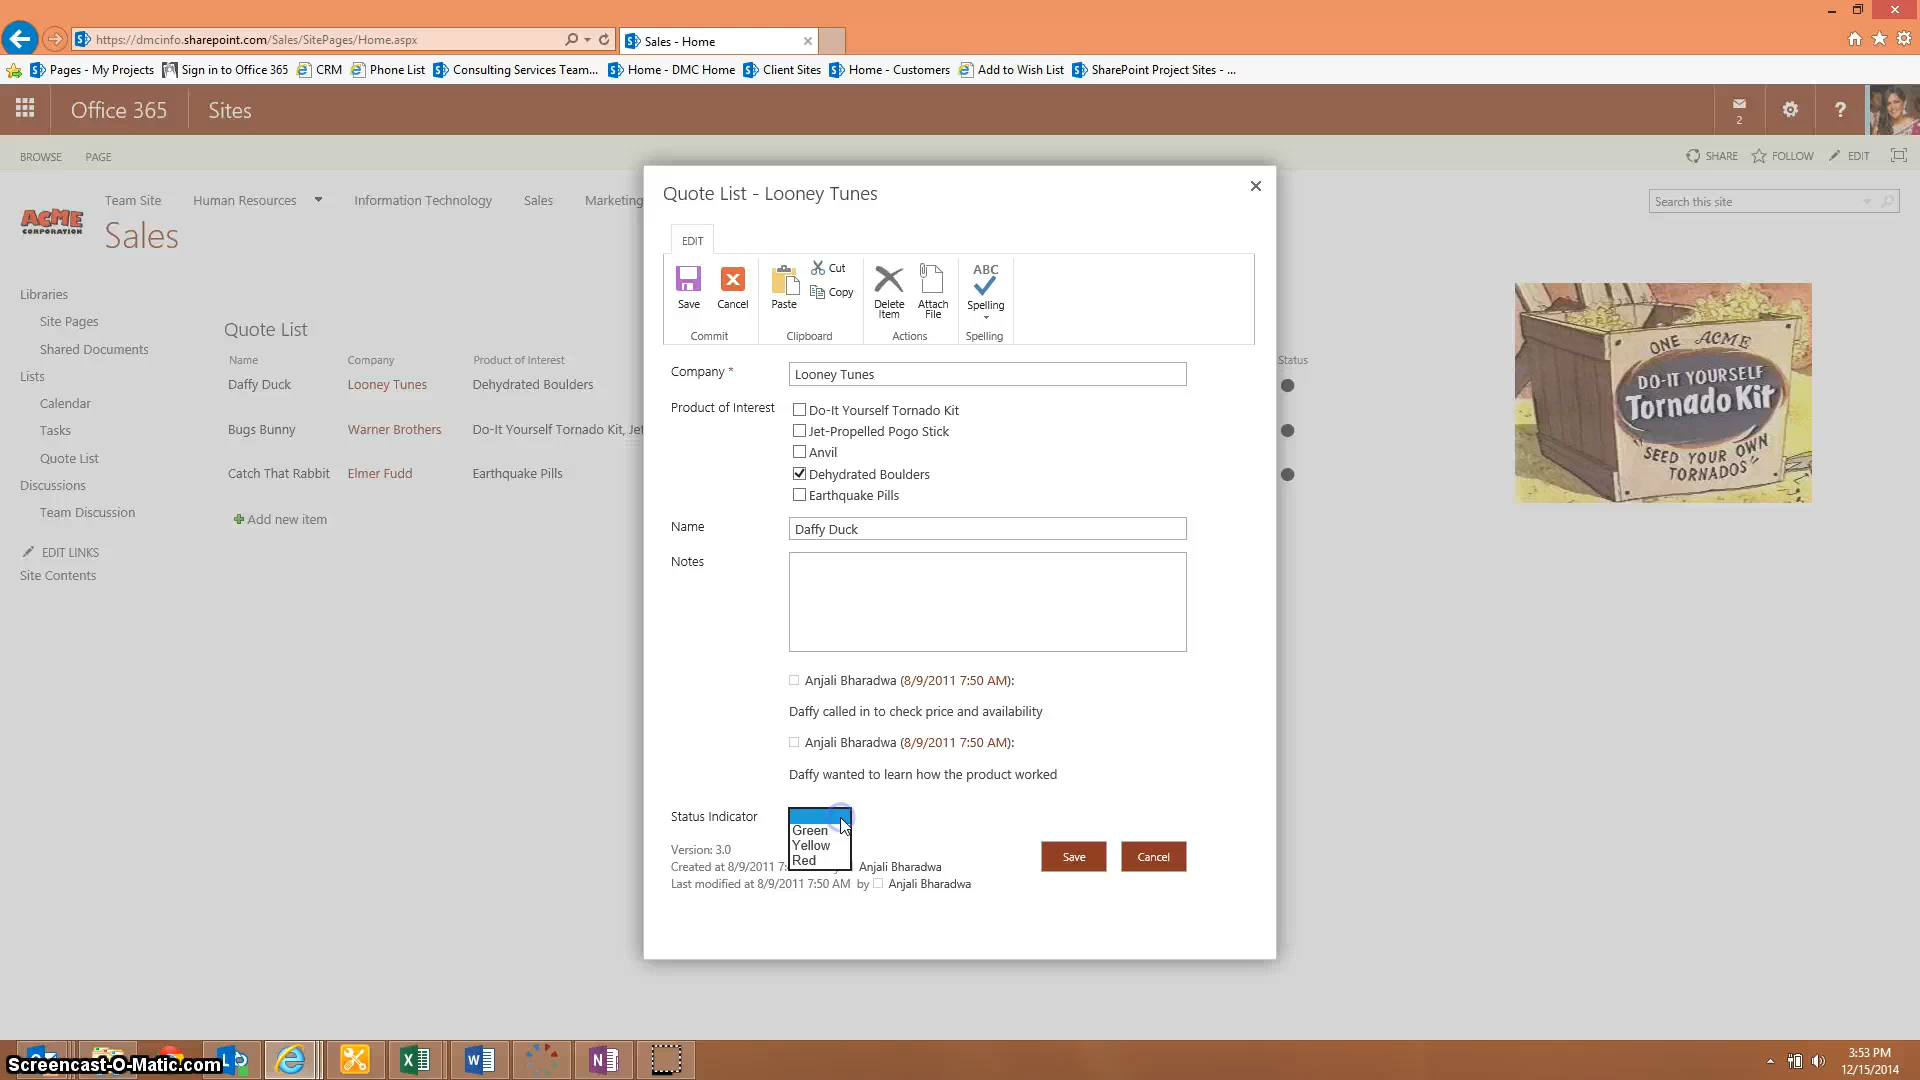 https://dmcinfo.sharepoint.com/Sales/SitePages/Home.aspx
Sales - Home
Pages - My Projects
Sign in to Office 365
CRM
Phone List
Consulting Services Team...
Home - DMC Home
Client Sites
Home - Customers
Add to Wish List
SharePoint Project Sites - ...
Office 365
Sites
2
?
BROWSE
PAGE
SHARE
FOLLOW
EDIT
ACME
CORPORATION
Team Site
Human Resources
Information Technology
Sales
Marketing
Search this site
Sales
Libraries
Site Pages
Shared Documents
Lists
Calendar
Tasks
Quote List
Discussions
Team Discussion
EDIT LINKS
Site Contents
Quote List
Name Company Product of Interest Status
Daffy Duck Looney Tunes Dehydrated Boulders
Bugs Bunny Warner Brothers Do-It Yourself Tornado Kit, Jet
Catch That Rabbit Elmer Fudd Earthquake Pills
Add new item
Quote List - Looney Tunes
EDIT
Save
Cancel
Commit
Paste
Cut
Copy
Clipboard
Delete
Item
Attach
File
Actions
ABC
Spelling
Spelling
Company * Looney Tunes
Product of Interest
Do-It Yourself Tornado Kit
Jet-Propelled Pogo Stick
Anvil
Dehydrated Boulders
Earthquake Pills
Name Daffy Duck
Notes
Anjali Bharadwa (8/9/2011 7:50 AM):
Daffy called in to check price and availability
Anjali Bharadwa (8/9/2011 7:50 AM):
Daffy wanted to learn how the product worked
Status Indicator
Green
Yellow
Red
Version: 3.0
Created at 8/9/2011 7: Anjali Bharadwa
Last modified at 8/9/2011 7:50 AM by Anjali Bharadwa
Save
Cancel
ONE ACME
DO-IT YOURSELF
Tornado Kit
"SEED YOUR OWN
TORNADOS"
Screencast-O-Matic.com
3:53 PM
12/15/2014